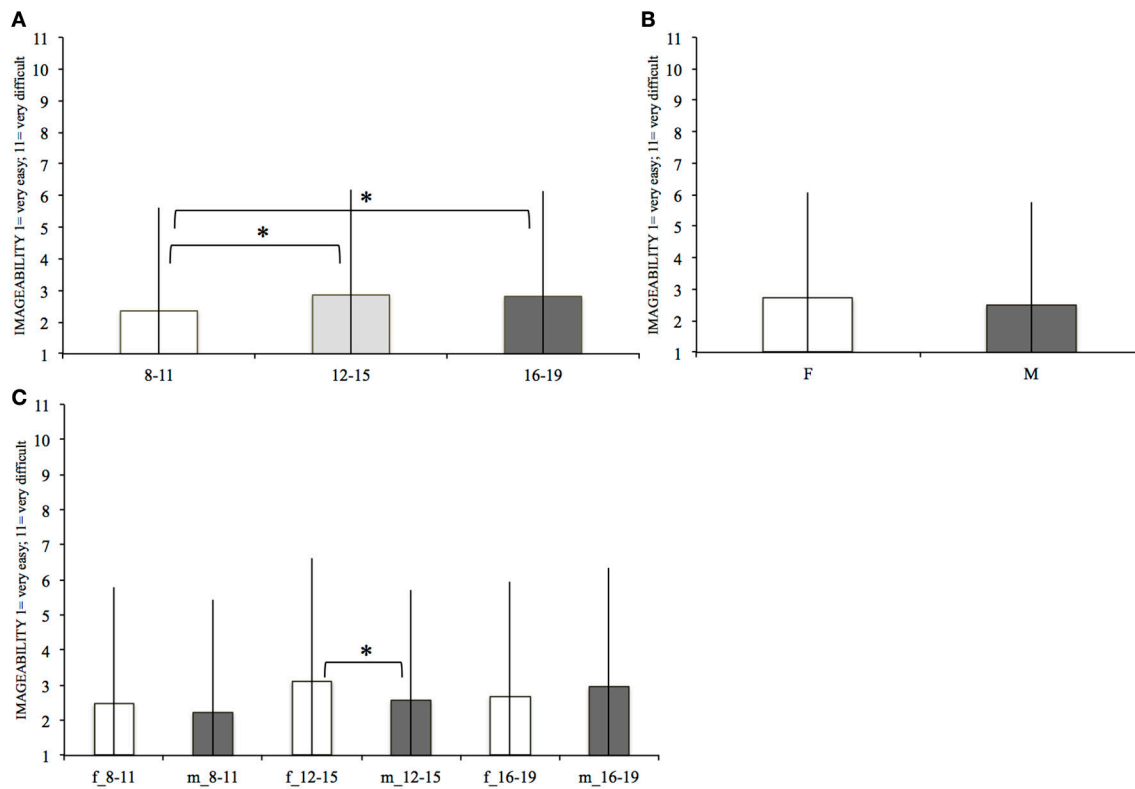 A
IMAGEABILITY 1= very easy; 11= very difficult
11
10
9
8
7
6
5
4
3
2
1
*
*
8-11
12-15
16-19
B
IMAGEABILITY 1= very easy; 11= very difficult
11
10
9
8
7
6
5
4
3
2
1
F
M
C
IMAGEABILITY 1= very easy; 11= very difficult
11
10
9
8
7
6
5
4
3
2
1
*
f_8-11
m_8-11
f_12-15
m_12-15
f_16-19
m_16-19